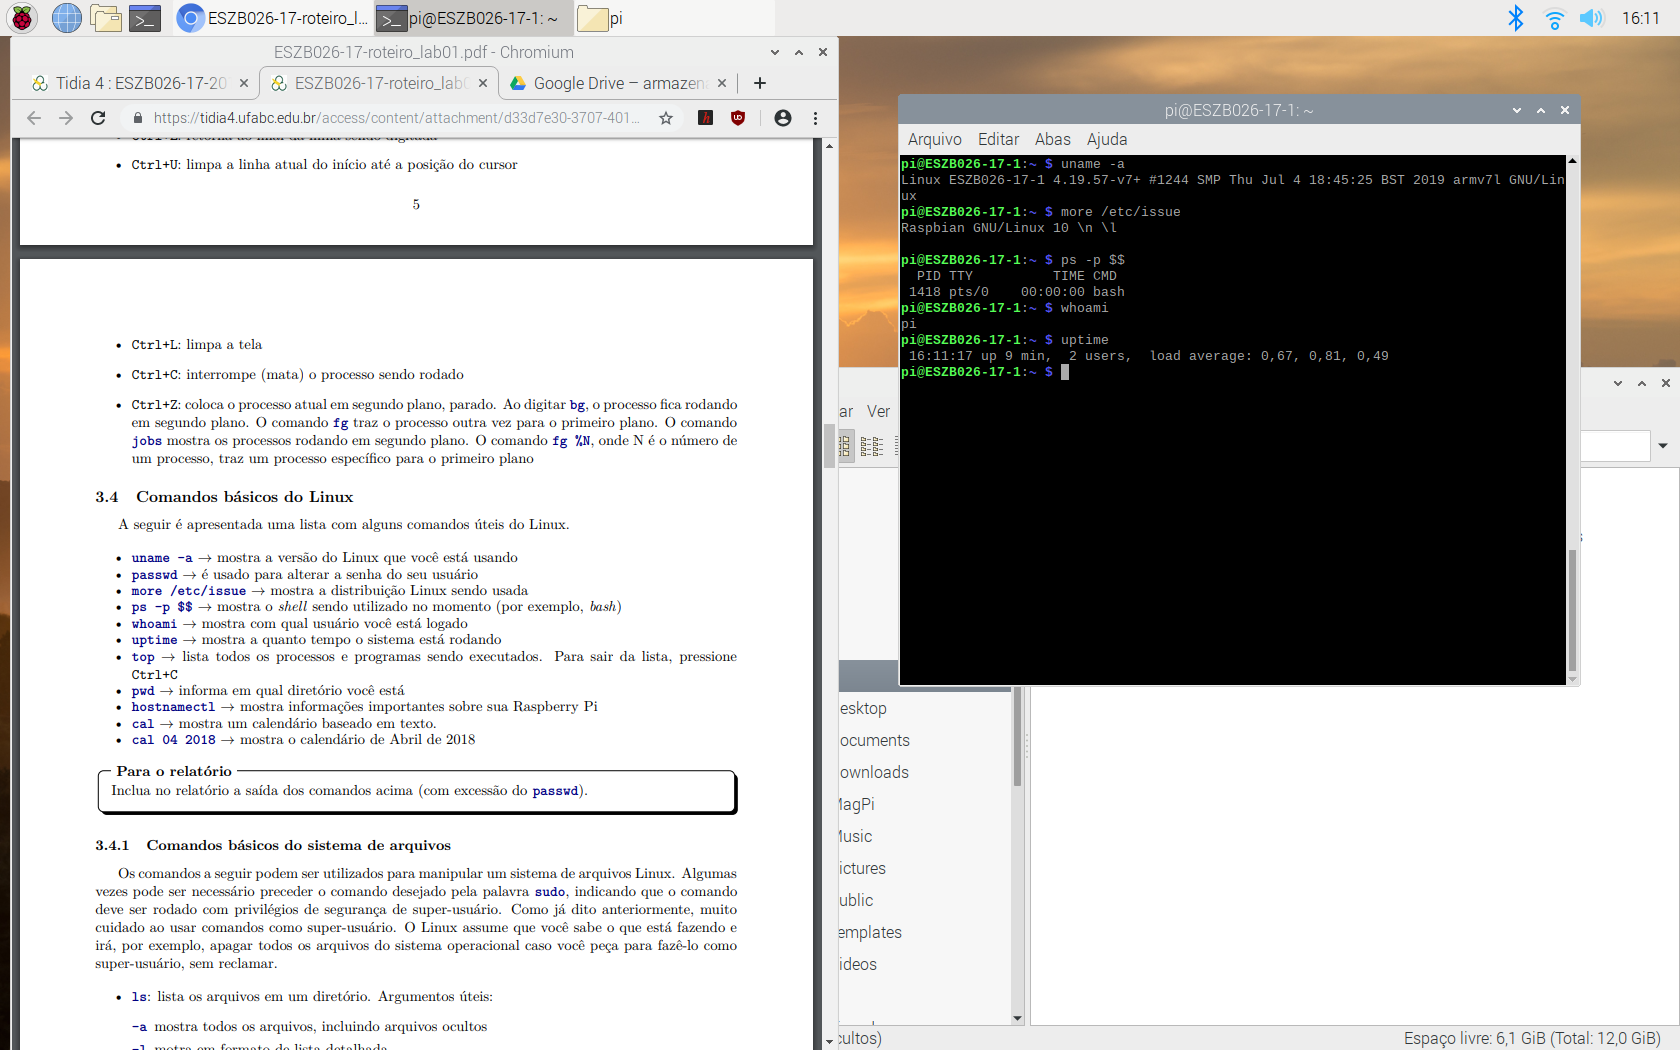 ESZB026-17-roteiro_l...
pi@ESZB026-17-1: ~
pi
16:11
ESZB026-17-roteiro_lab01.pdf - Chromium
Tidia 4 : ESZB026-17-20
ESZB026-17-roteiro_lab0
Google Drive – armazena
https://tidia4.ufabc.edu.br/access/content/attachment/d33d7e30-3707-401...
• Ctrl+U: limpa a linha atual do início até a posição do cursor
5
• Ctrl+L: limpa a tela
• Ctrl+C: interrompe (mata) o processo sendo rodado
• Ctrl+Z: coloca o processo atual em segundo plano, parado. Ao digitar bg, o processo fica rodando
em segundo plano. O comando fg traz o processo outra vez para o primeiro plano. O comando
jobs mostra os processos rodando em segundo plano. O comando fg %N, onde N é o número de
um processo, traz um processo específico para o primeiro plano
3.4 Comandos básicos do Linux
A seguir é apresentada uma lista com alguns comandos úteis do Linux.
• uname -a → mostra a versão do Linux que você está usando
• passwd → é usado para alterar a senha do seu usuário
• more /etc/issue → mostra a distribuição Linux sendo usada
• ps -p $$ → mostra o shell sendo utilizado no momento (por exemplo, bash)
• whoami → mostra com qual usuário você está logado
• uptime → mostra a quanto tempo o sistema está rodando
• top → lista todos os processos e programas sendo executados. Para sair da lista, pressione
Ctrl+C
• pwd → informa em qual diretório você está
• hostnamectl → mostra informações importantes sobre sua Raspberry Pi
• cal → mostra um calendário baseado em texto.
• cal 04 2018 → mostra o calendário de Abril de 2018
Para o relatório
Inclua no relatório a saída dos comandos acima (com excessão do passwd).
3.4.1 Comandos básicos do sistema de arquivos
Os comandos a seguir podem ser utilizados para manipular um sistema de arquivos Linux. Algumas
vezes pode ser necessário preceder o comando desejado pela palavra sudo, indicando que o comando
deve ser rodado com privilégios de segurança de super-usuário. Como já dito anteriormente, muito
cuidado ao usar comandos como super-usuário. O Linux assume que você sabe o que está fazendo e
irá, por exemplo, apagar todos os arquivos do sistema operacional caso você peça para fazê-lo como
super-usuário, sem reclamar.
• ls: lista os arquivos em um diretório. Argumentos úteis:
-a mostra todos os arquivos, incluindo arquivos ocultos
-l motra em formato de lista detalhada
pi@ESZB026-17-1: ~
Arquivo Editar Abas Ajuda
pi@ESZB026-17-1:~ $ uname -a
Linux ESZB026-17-1 4.19.57-v7+ #1244 SMP Thu Jul 4 18:45:25 BST 2019 armv7l GNU/Lin
ux
pi@ESZB026-17-1:~ $ more /etc/issue
Raspbian GNU/Linux 10 \n \l
pi@ESZB026-17-1:~ $ ps -p $$
PID TTY TIME CMD
1418 pts/0 00:00:00 bash
pi@ESZB026-17-1:~ $ whoami
pi
pi@ESZB026-17-1:~ $ uptime
16:11:17 up 9 min, 2 users, load average: 0,67, 0,81, 0,49
pi@ESZB026-17-1:~ $
ar Ver
esktop
ocuments
ownloads
MagPi
Music
ictures
ublic
emplates
ideos
cultos)
Espaço livre: 6,1 GiB (Total: 12,0 GiB)